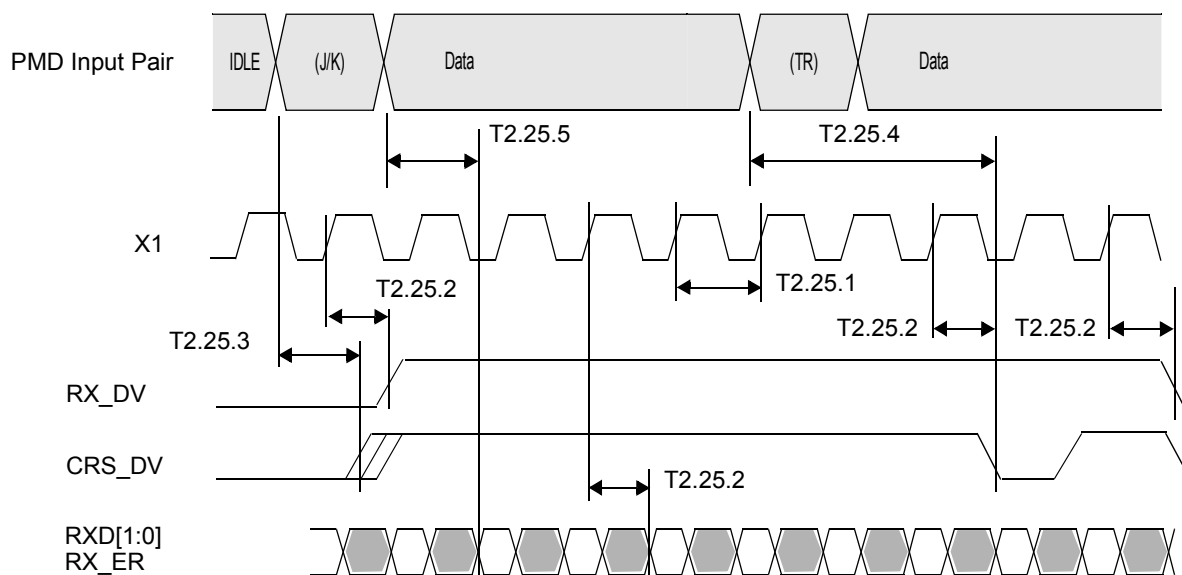 PMD Input Pair
IDLE
(J/K)
Data
(TR)
Data
T2.25.5
T2.25.4
X1
T2.25.2
T2.25.1
T2.25.3
T2.25.2
T2.25.2
RX_DV
CRS_DV
T2.25.2
RXD[1:0]
RX_ER